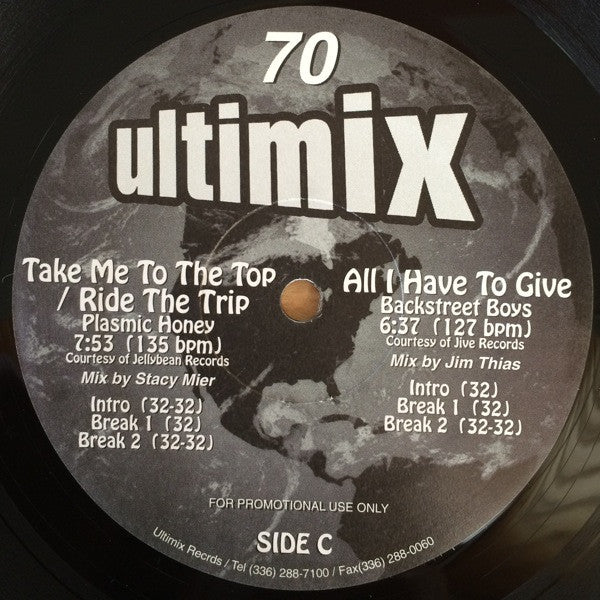 70
ultimix
Take Me To The Top
/ Ride The Trip
Plasmic Honey
7:53 (135 bpm)
Courtesy of Jellybean Records
Mix by Stacy Mier
Intro (32-32)
Break 1 (32)
Break 2 (32-32)
All I Have To Give
Backstreet Boys
6:37 (127 bpm)
Courtesy of Jive Records
Mix by Jim Thias
Intro (32)
Break 1 (32)
Break 2 (32-32)
FOR PROMOTIONAL USE ONLY
SIDE C
Ultimix Recrds / Tel (336) 288-7100 / Fax(336) 288-0060